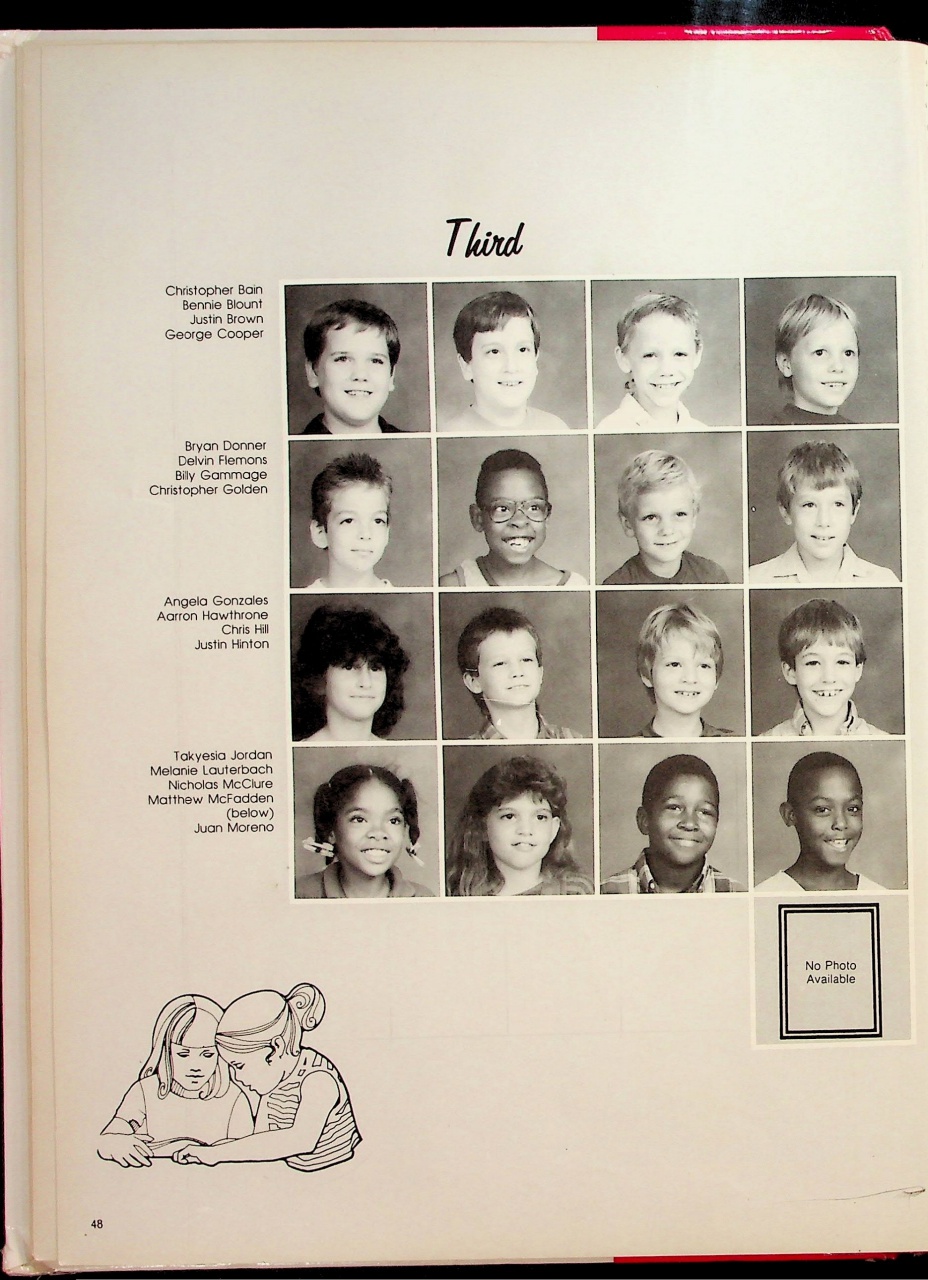 Third
Christopher Bain
Bennie Blount
Justin Brown
George Cooper
Bryan Donner
Delvin Flemons
Billy Gammage
Christopher Golden
Angela Gonzales
Aarron Hawthrone
Chris Hill
Justin Hinton
Takyesia Jordan
Melanie Lauterbach
Nicholas McClure
Matthew McFadden
(below)
Juan Moreno
No Photo
Available
48